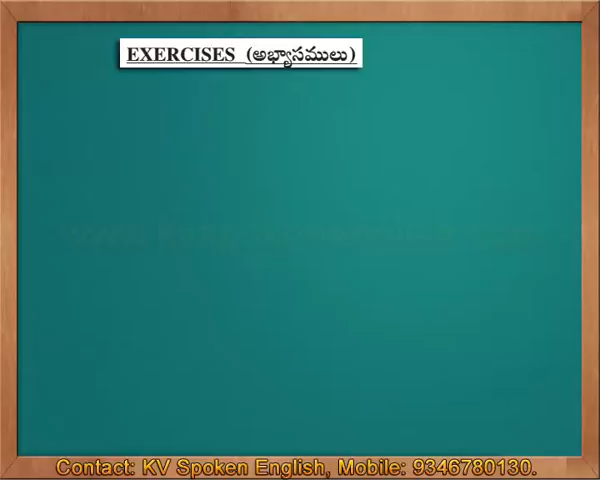 EXERCISES (అభ్యాసములు)
Contact: KV Spoken English, Mobile: 9346780130.